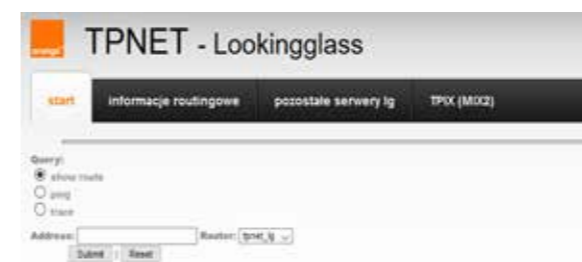 orange
TPNET - Lookingglass
start informacje routingowe pozostałe serwery lg TPIX (MIX2)
Query:
show route
ping
trace
Address: Router: tpnet_lg
Submit | Reset